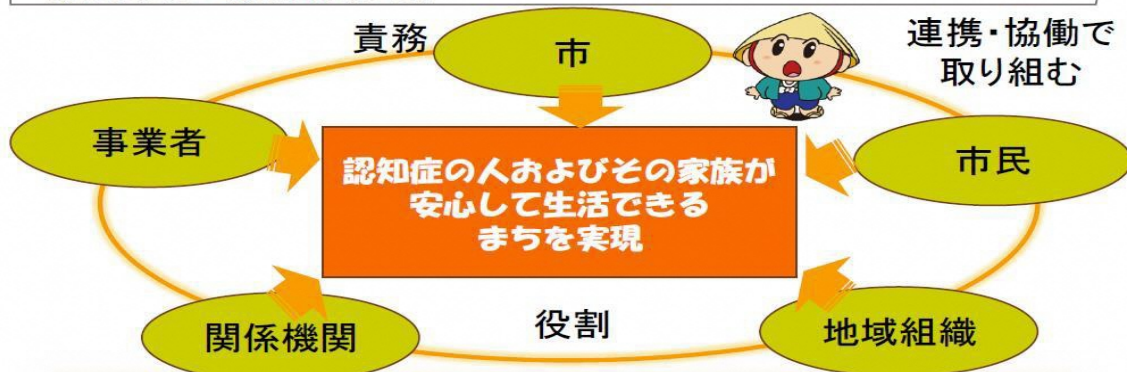 責務
市
連携・協働で
取り組む
事業者
市民
認知症の人およびその家族が
安心して生活できる
まちを実現
関係機関
役割
地域組織